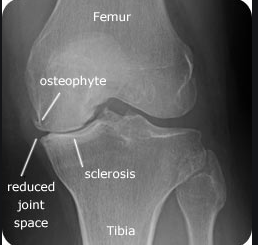 Femur
osteophyte
sclerosis
reduced
joint
space
Tibia